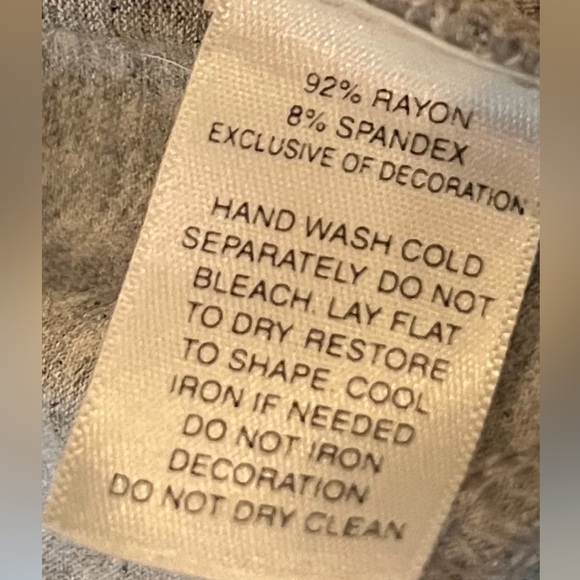 92% RAYON
8% SPANDEX
EXCLUSIVE OF DECORATION
HAND WASH COLD
SEPARATELY DO NOT
BLEACH. LAY FLAT
TO DRY RESTORE
TO SHAPE. COOL
IRON IF NEEDED
DO NOT IRON
DECORATION
DO NOT DRY CLEAN